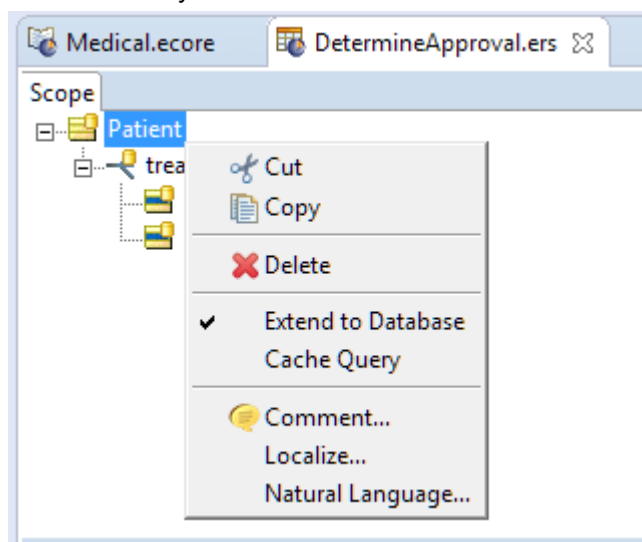 Medical.ecore DetermineApproval.ers
Scope
Patient
trea
Cut
Copy
Delete
Extend to Database
Cache Query
Comment...
Localize...
Natural Language...